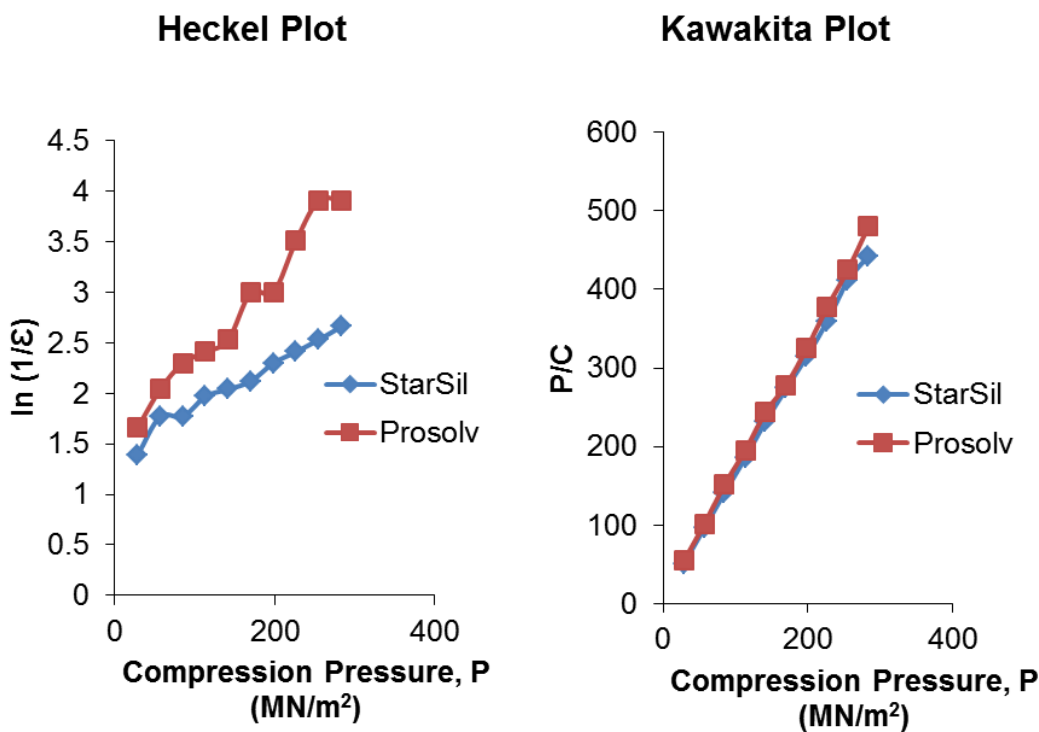 Heckel Plot
4.5
4
3.5
3
2.5
2
1.5
1
0.5
0
ln (1/Ɛ)
0
200
400
Compression Pressure, P
(MN/m²)
StarSil
Prosolv
Kawakita Plot
600
500
400
300
200
100
0
P/C
0
200
400
Compression Pressure, P
(MN/m²)
StarSil
Prosolv